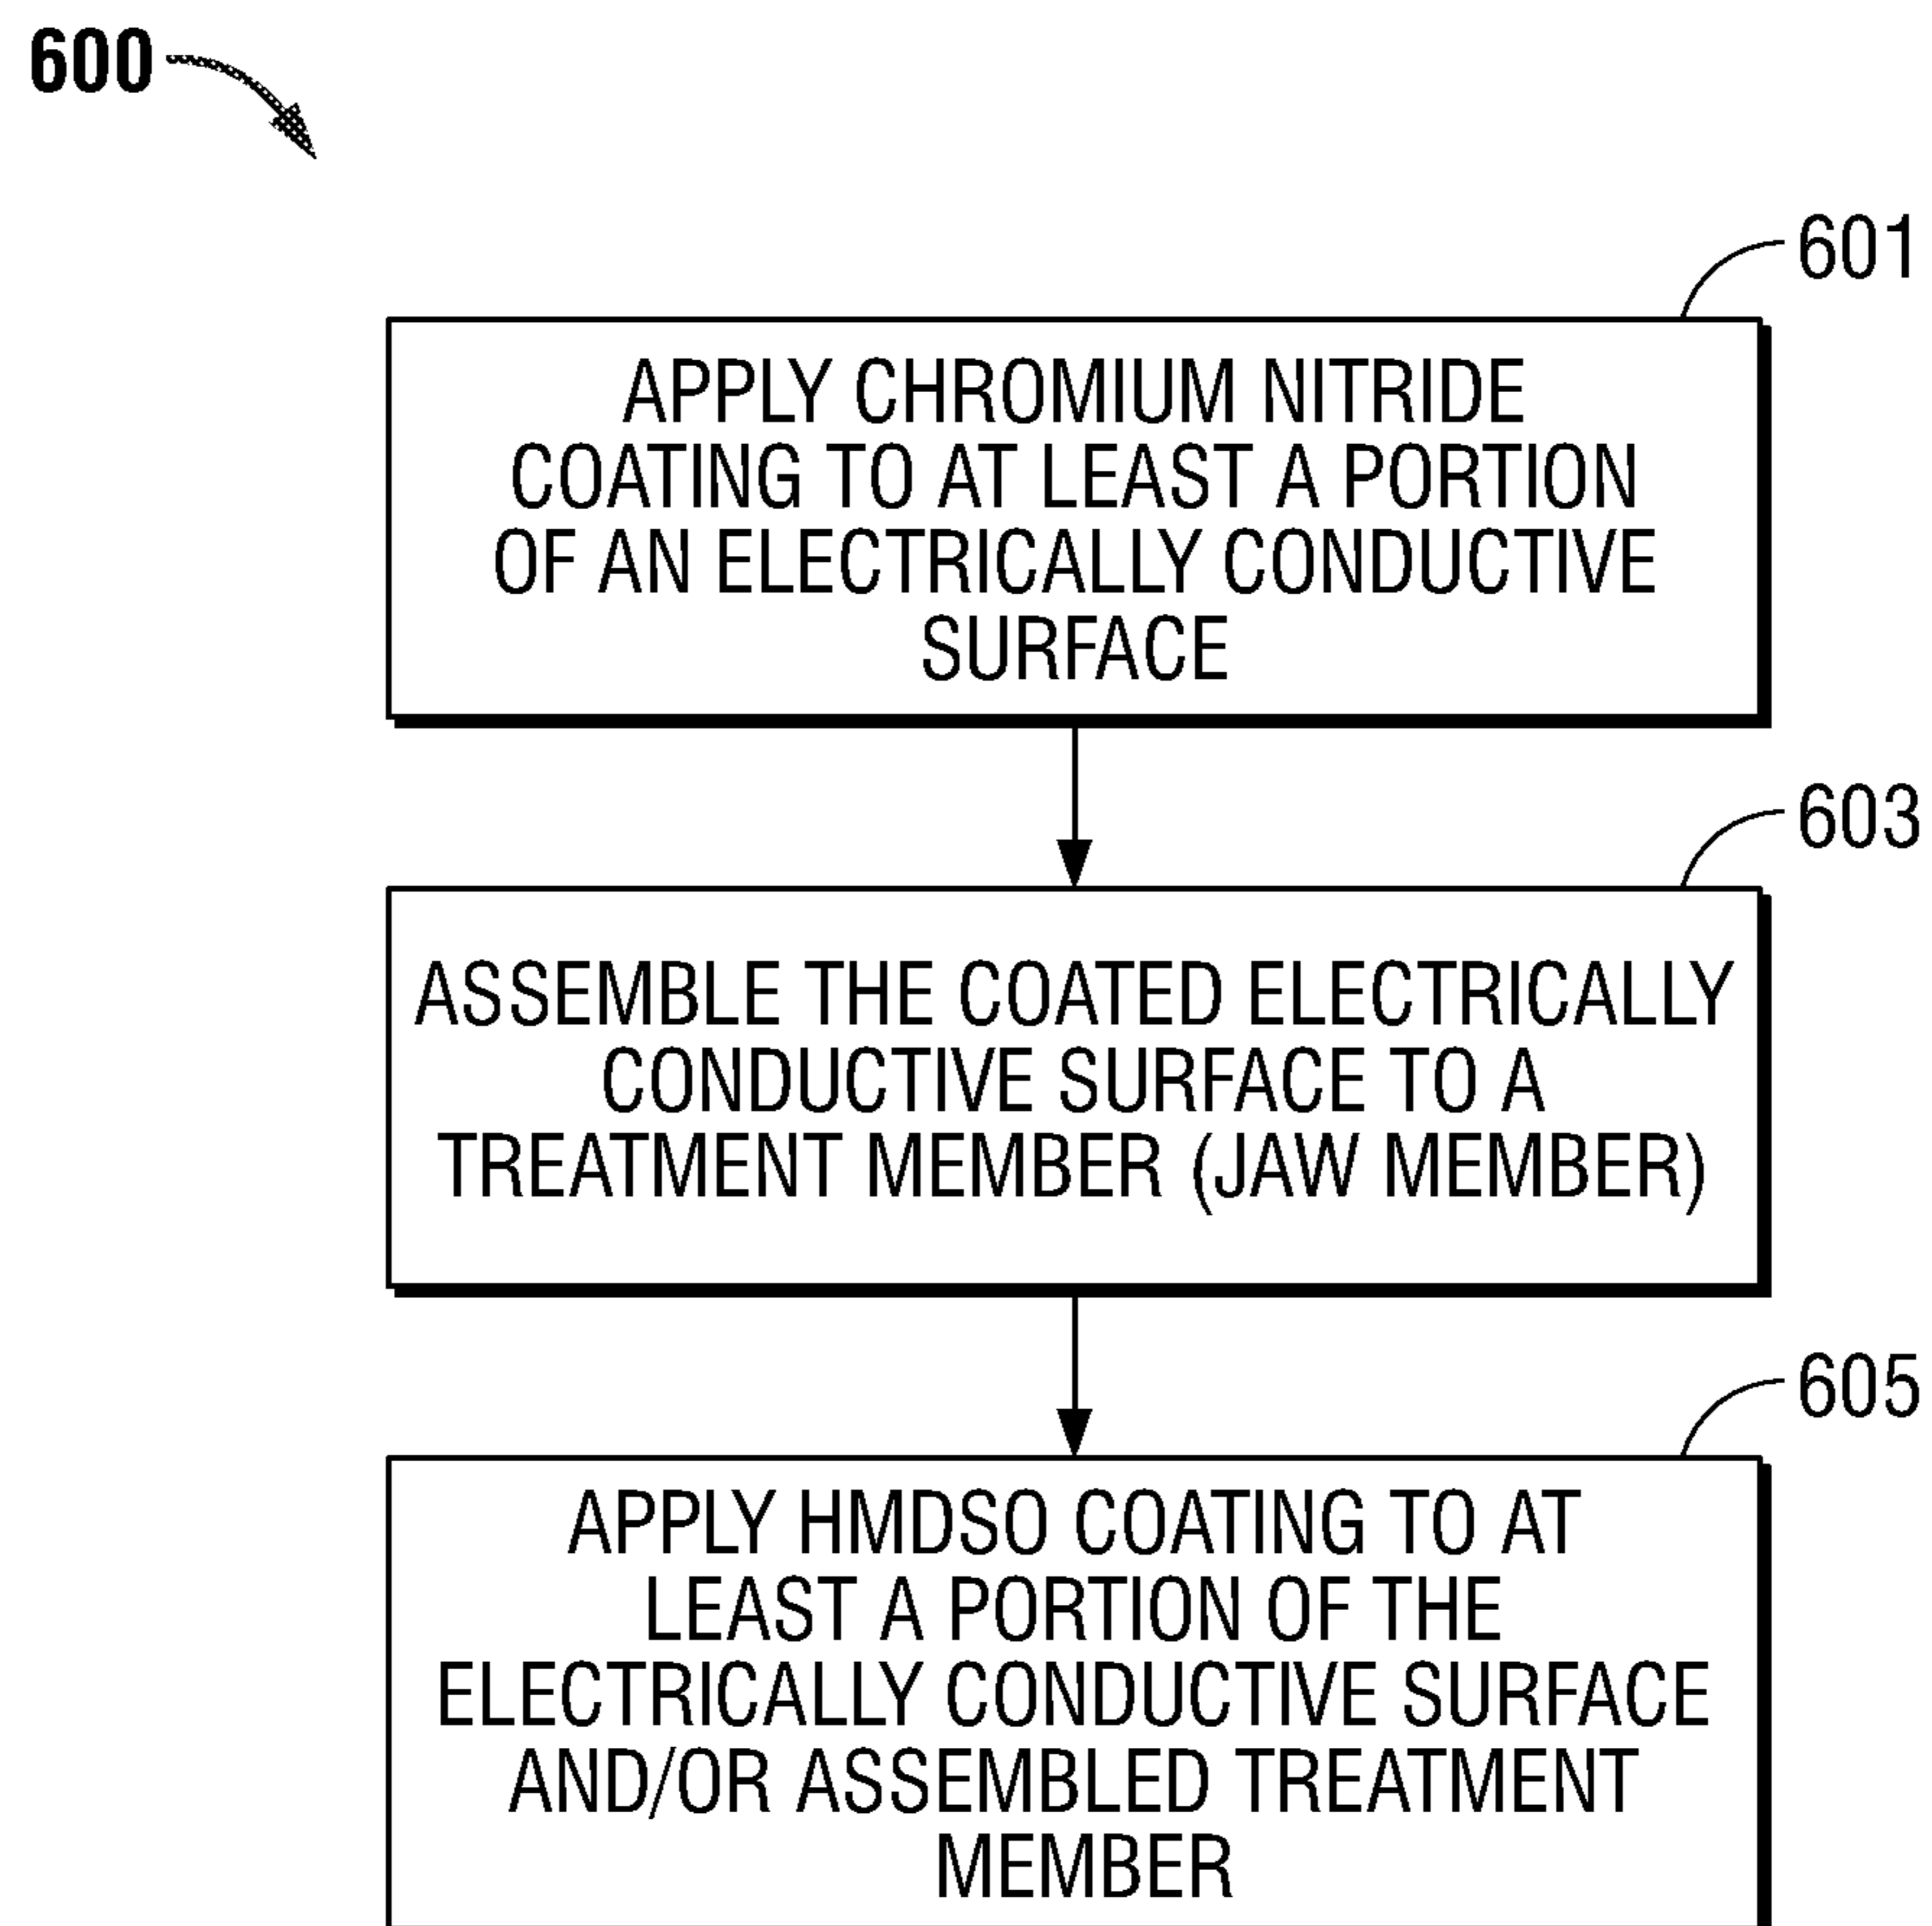 600
601
APPLY CHROMIUM NITRIDE
COATING TO AT LEAST A PORTION
OF AN ELECTRICALLY CONDUCTIVE
SURFACE
603
ASSEMBLE THE COATED ELECTRICALLY
CONDUCTIVE SURFACE TO A
TREATMENT MEMBER (JAW MEMBER)
605
APPLY HMDSO COATING TO AT
LEAST A PORTION OF THE
ELECTRICALLY CONDUCTIVE SURFACE
AND/OR ASSEMBLED TREATMENT
MEMBER